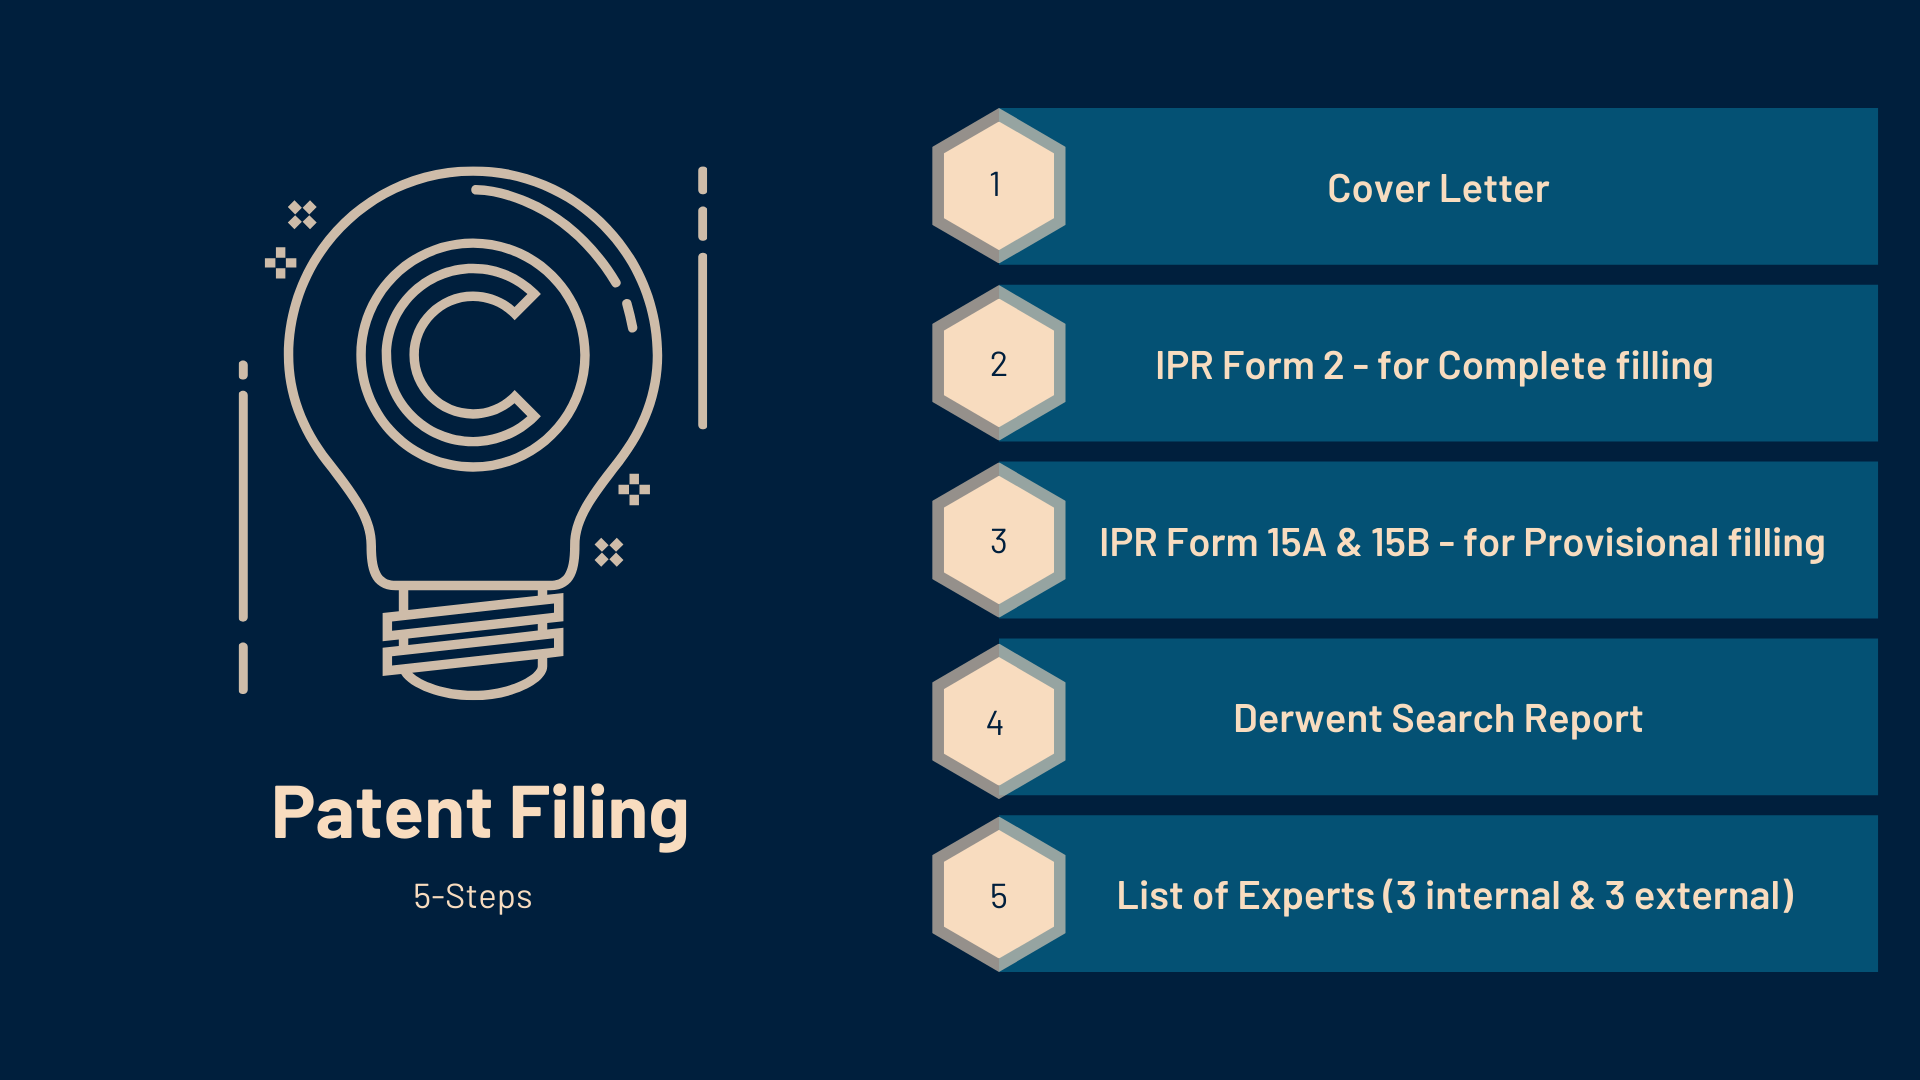 C
Patent Filing
5-Steps
1
Cover Letter
2
IPR Form 2 - for Complete filling
3
IPR Form 15A & 15B - for Provisional filling
4
Derwent Search Report
5
List of Experts (3 internal & 3 external)